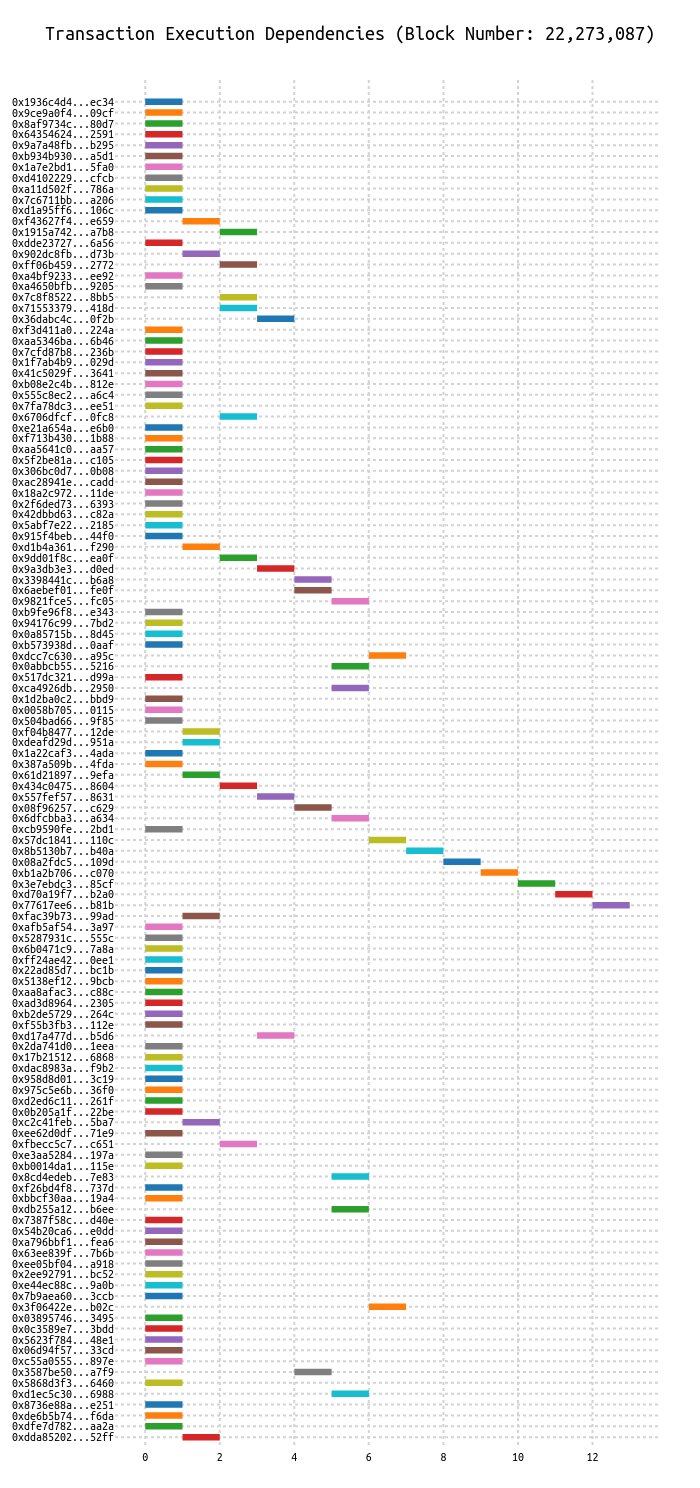 Transaction Execution Dependencies (Block Number: 22,273,087)
0x1936c4d4...ec34
0x9ce9a0f4...09cf
0x8af9734c...80d7
0x64354624...2591
0x9a7a48fb...b295
0xb934b930...a5d1
0x1a7e2bd1...5fa0
0xd4102229...cfcb
0xa11d502f...786a
0x7c6711bb...a206
0xd1a95ff6...106c
0xf43627f4...e659
0x1915a742...a7b8
0xdde23727...6a56
0x902dc8fb...d73b
0xff06b459...2772
0xa4bf9233...ee92
0xa4650bfb...9205
0x7c8f8522...8bb5
0x71553379...418d
0x36dabc4c...0f2b
0xf3d411a0...224a
0xaa5346ba...6b46
0x7cfd87b8...236b
0x1f7ab4b9...029d
0x41c5029f...3641
0xb08e2c4b...812e
0x555c8ec2...a6c4
0x7fa78dc3...ee51
0x6706dfcf...0fc8
0xe21a654a...e6b0
0xf713b430...1b88
0xaa5641c0...aa57
0x5f2be81a...c105
0x306bc0d7...0b08
0xac28941e...cadd
0x18a2c972...11de
0x2f6ded73...6393
0x42dbbd63...c82a
0x5abf7e22...2185
0x915f4beb...44f0
0xd1b4a361...f290
0x9dd01f8c...ea0f
0x9a3db3e3...d0ed
0x3398441c...b6a8
0x6aebef01...fe0f
0x9821fce5...fc05
0xb9fe96f8...e343
0x94176c99...7bd2
0x0a85715b...8d45
0xb573938d...0aaf
0xdcc7c630...a95c
0x0abbcb55...5216
0x517dc321...d99a
0xca4926db...2950
0x1d2ba0c2...bbd9
0x0058b705...0115
0x504bad66...9f85
0xf04b8477...12de
0xdeafd29d...951a
0x1a22caf3...4ada
0x387a509b...4fda
0x61d21897...9efa
0x434c0475...8604
0x557fef57...8631
0x08f96257...c629
0x6dfcbba3...a634
0xcb9590fe...2bd1
0x57dc1841...110c
0x8b5130b7...b40a
0x08a2fdc5...109d
0xb1a2b706...c070
0x3e7ebdc3...85cf
0xd70a19f7...b2a0
0x77617ee6...b81b
0xfac39b73...99ad
0xafb5af54...3a97
0x5287931c...555c
0x6b0471c9...7a8a
0xff24ae42...0ee1
0x22ad85d7...bc1b
0x5138ef12...9bcb
0xaa8afac3...c88c
0xad3d8964...2305
0xb2de5729...264c
0xf55b3fb3...112e
0xd17a477d...b5d6
0x2da741d0...1eea
0x17b21512...6868
0xdac8983a...f9b2
0x958d8d01...3c19
0x975c5e6b...36f0
0xd2ed6c11...261f
0x0b205a1f...22be
0xc2c41feb...5ba7
0xee62d0df...71e9
0xfbecc5c7...c651
0xe3aa5284...197a
0xb0014da1...115e
0x8cd4edeb...7e83
0xf26bd4f8...737d
0xbbcf30aa...19a4
0xdb255a12...b6ee
0x7387f58c...d40e
0x54b20ca6...e0dd
0xa796bbf1...fea6
0x63ee839f...7b6b
0xee05bf04...a918
0x2ee92791...bc52
0xe44ec88c...9a0b
0x7b9aea60...3ccb
0x3f06422e...b02c
0x03895746...3495
0x0c3589e7...3bdd
0x5623f784...48e1
0x06d94f57...33cd
0xc55a0555...897e
0x3587be50...a7f9
0x5868d3f3...6460
0xd1ec5c30...6988
0x8736e88a...e251
0xde6b5b74...f6da
0xdfe7d782...aa2a
0xdda85202...52ff
0 2 4 6 8 10 12